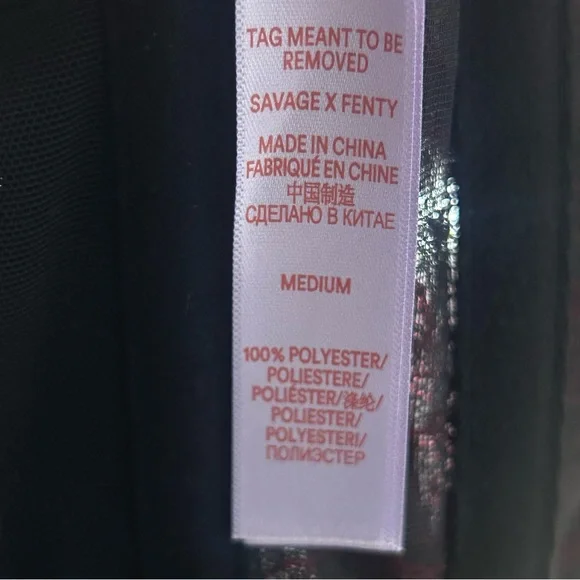 TAG MEANT TO BE
REMOVED
SAVAGE X FENTY
MADE IN CHINA
FABRIQUÉ EN CHINE
中国制造
СДЕЛАНО В КИТАЕ
MEDIUM
100% POLYESTER/
POLIESTERE/
POLIÉSTER/涤纶/
POLIESTER/
POLYESTERI/
ПОЛИЭСТЕР